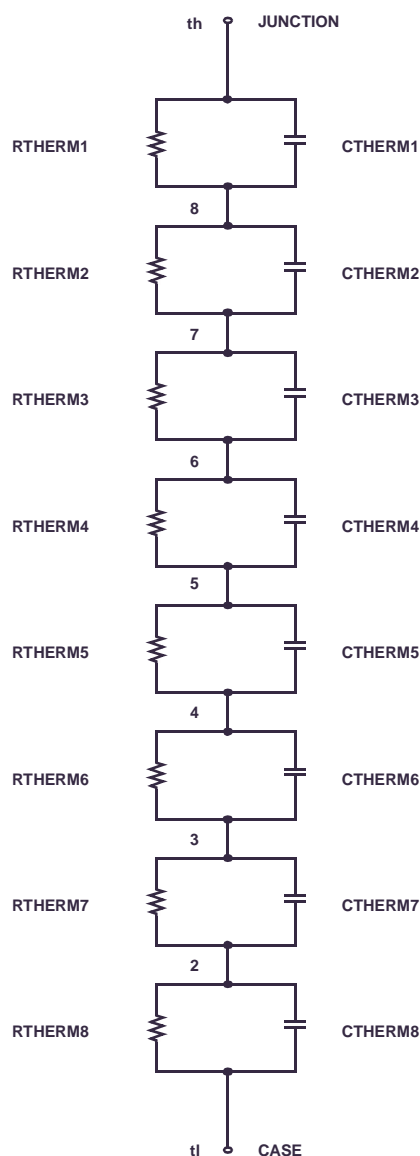 th JUNCTION
RTHERM1 CTHERM1
8
RTHERM2 CTHERM2
7
RTHERM3 CTHERM3
6
RTHERM4 CTHERM4
5
RTHERM5 CTHERM5
4
RTHERM6 CTHERM6
3
RTHERM7 CTHERM7
2
RTHERM8 CTHERM8
tl CASE